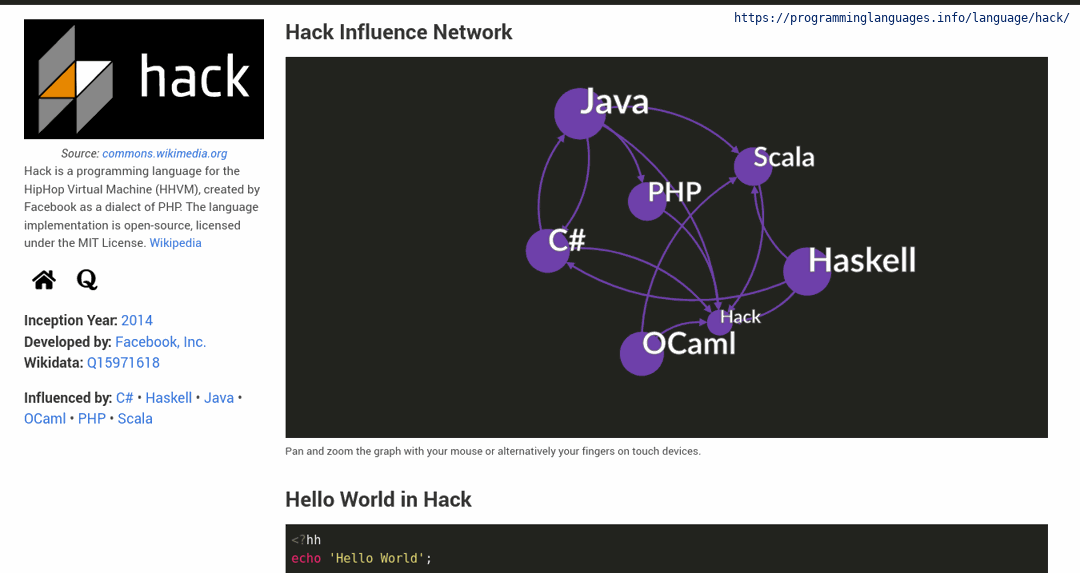 https://programminglanguages.info/language/hack/
hack
Source: commons.wikimedia.org
Hack is a programming language for the
HipHop Virtual Machine (HHVM), created by
Facebook as a dialect of PHP. The language
implementation is open-source, licensed
under the MIT License. Wikipedia
Q
Inception Year: 2014
Developed by: Facebook, Inc.
Wikidata: Q15971618
Influenced by: C# • Haskell • Java •
OCaml • PHP • Scala
Hack Influence Network
Java
Scala
PHP
C#
Haskell
Hack
OCaml
Pan and zoom the graph with your mouse or alternatively your fingers on touch devices.
Hello World in Hack
<?hh
echo 'Hello World';